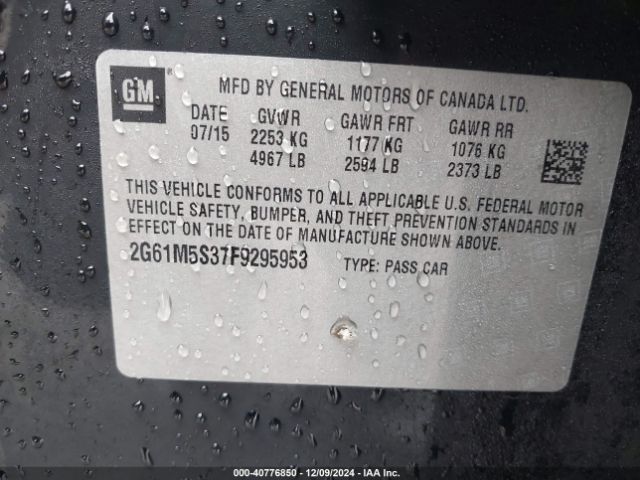 GM ®
MFD BY GENERAL MOTORS OF CANADA LTD.
DATE GVWR GAWR FRT GAWR RR
07/15 2253 KG 1177 KG 1076 KG
4967 LB 2594 LB 2373 LB
THIS VEHICLE CONFORMS TO ALL APPLICABLE U.S. FEDERAL MOTOR
VEHICLE SAFETY, BUMPER, AND THEFT PREVENTION STANDARDS IN
EFFECT ON THE DATE OF MANUFACTURE SHOWN ABOVE.
2G61M5S37F9295953 TYPE: PASS CAR
000-40776850 | 12/09/2024 | IAA Inc.